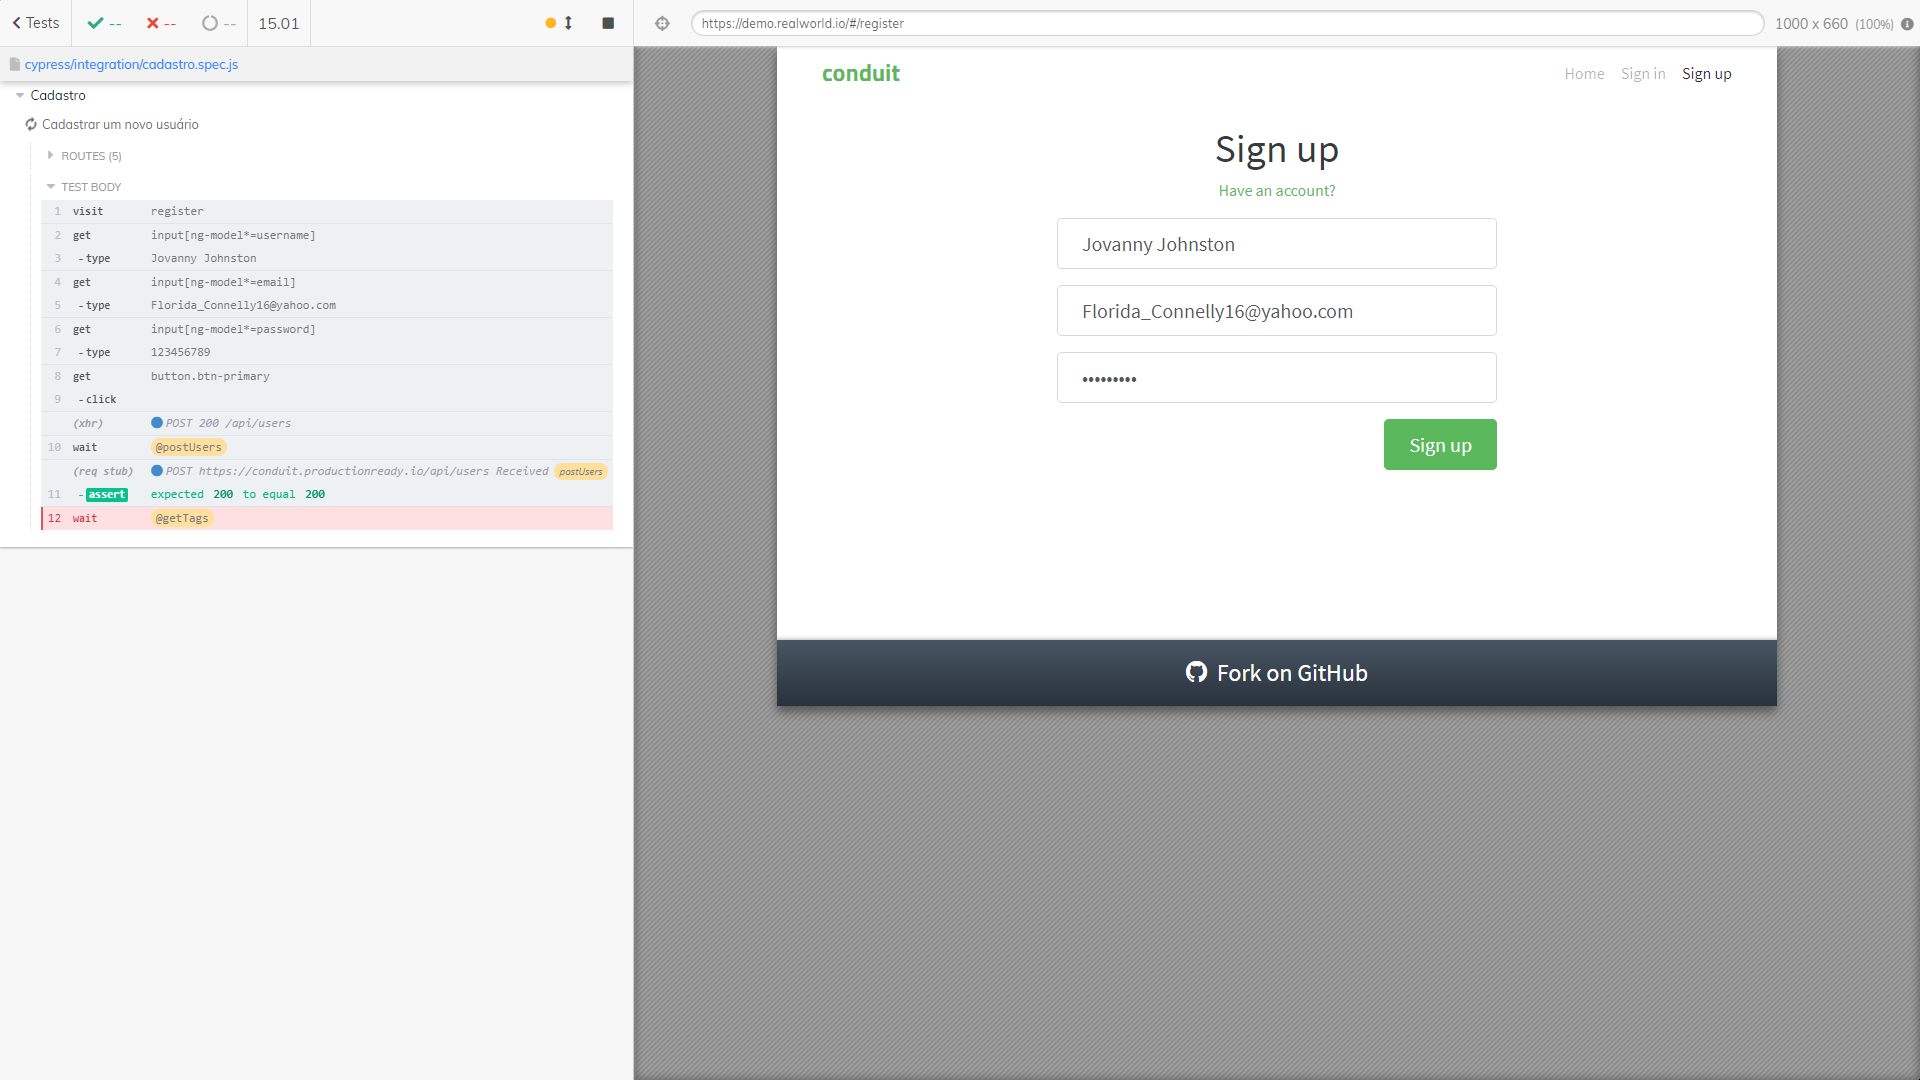 Tests -- -- -- 15.01
cypress/integration/cadastro.spec.js
Cadastro
Cadastrar um novo usuário
ROUTES (5)
TEST BODY
1 visit register
2 get input[ng-model*=username]
3 -type Jovanny Johnston
4 get input[ng-model*=email]
5 -type Florida_Connelly16@yahoo.com
6 get input[ng-model*=password]
7 -type 123456789
8 get button.btn-primary
9 -click
(xhr) POST 200 /api/users
10 wait @postUsers
(req stub) POST https://conduit.productionready.io/api/users Received postUsers
11 -assert expected 200 to equal 200
12 wait @getTags
https://demo.realworld.io/#/register 1000 x 660 (100%)
conduit Home Sign in Sign up
Sign up
Have an account?
Jovanny Johnston
Florida_Connelly16@yahoo.com
•••••••••
Sign up
Fork on GitHub